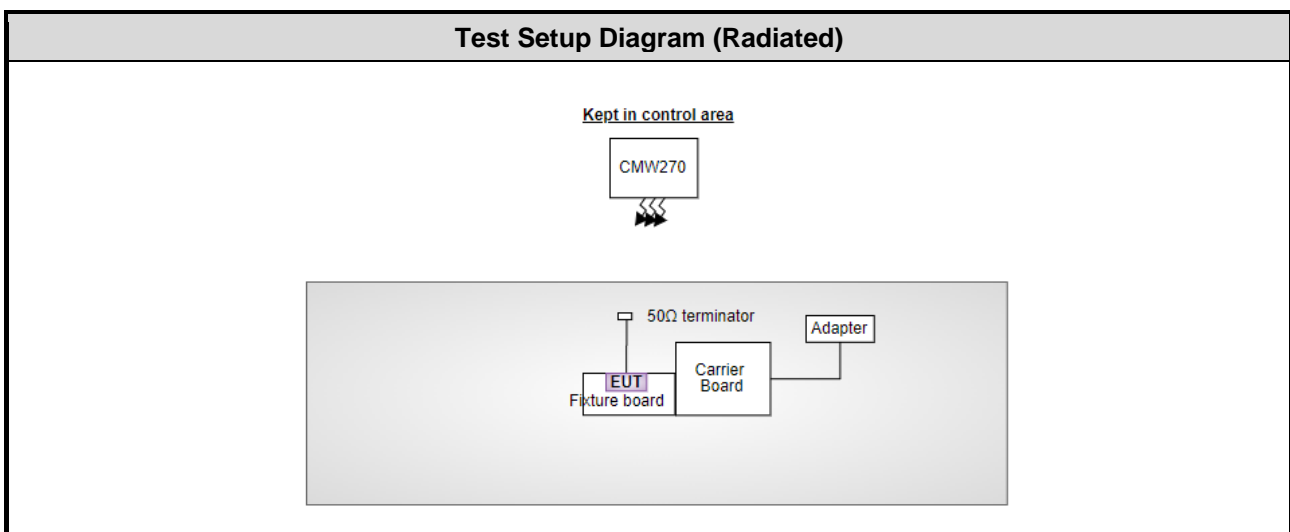 Test Setup Diagram (Radiated)
Kept in control area
CMW270
50Ω terminator
Adapter
Carrier
Board
EUT
Fixture board